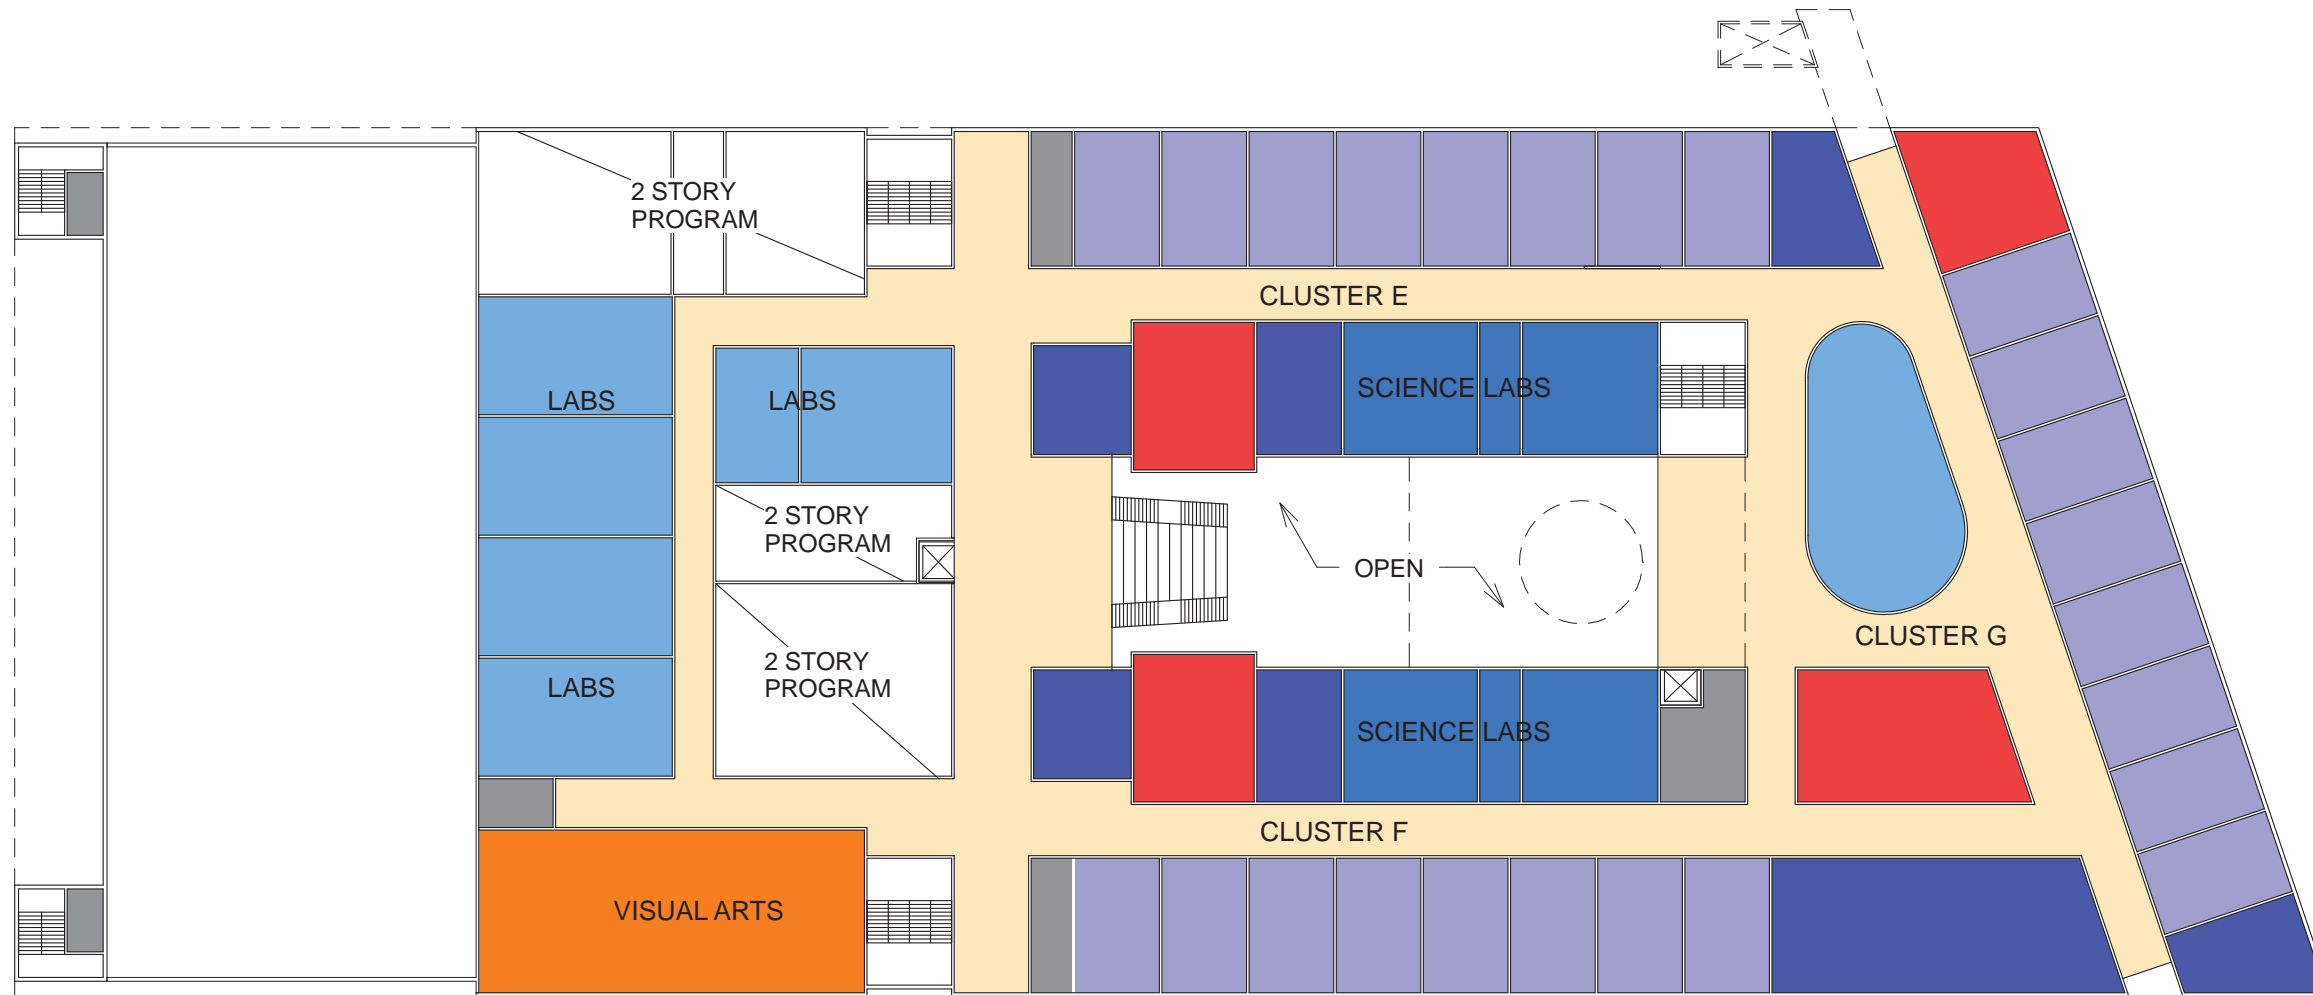 2 STORY
PROGRAM
CLUSTER E
LABS
LABS
SCIENCE LABS
2 STORY
PROGRAM
OPEN
CLUSTER G
2 STORY
PROGRAM
LABS
SCIENCE LABS
CLUSTER F
VISUAL ARTS